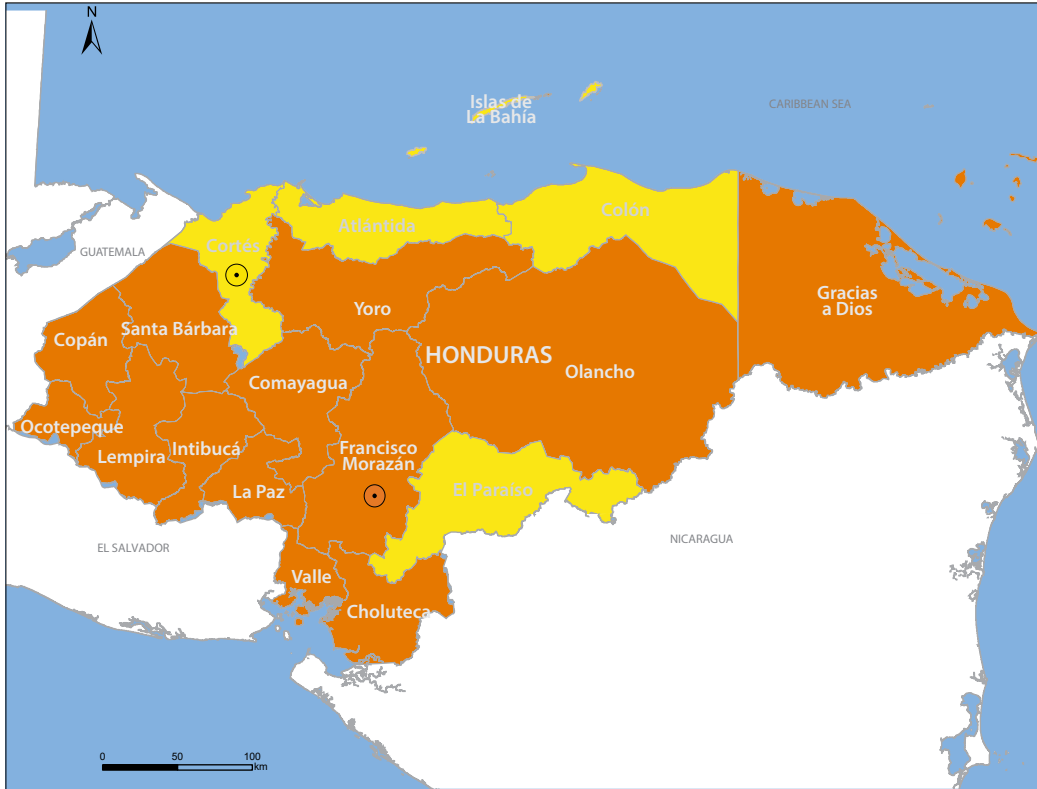 N
Islas de
La Bahía
CARIBBEAN SEA
Atlántida
Colón
Cortés
GUATEMALA
Gracias
a Dios
Yoro
Santa Bárbara
Copán
HONDURAS
Olancho
Comayagua
Ocotepeque
Intibucá
Francisco
Morazán
Lempira
La Paz
El Paraíso
EL SALVADOR
NICARAGUA
Valle
Choluteca
0 50 100
km